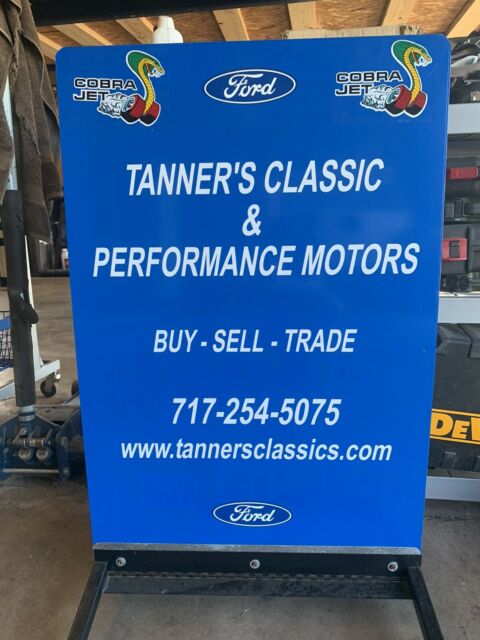 COBRA JET
Ford
COBRA JET
TANNER'S CLASSIC
&
PERFORMANCE MOTORS
BUY - SELL - TRADE
717-254-5075
www.tannersclassics.com
Ford
DeW